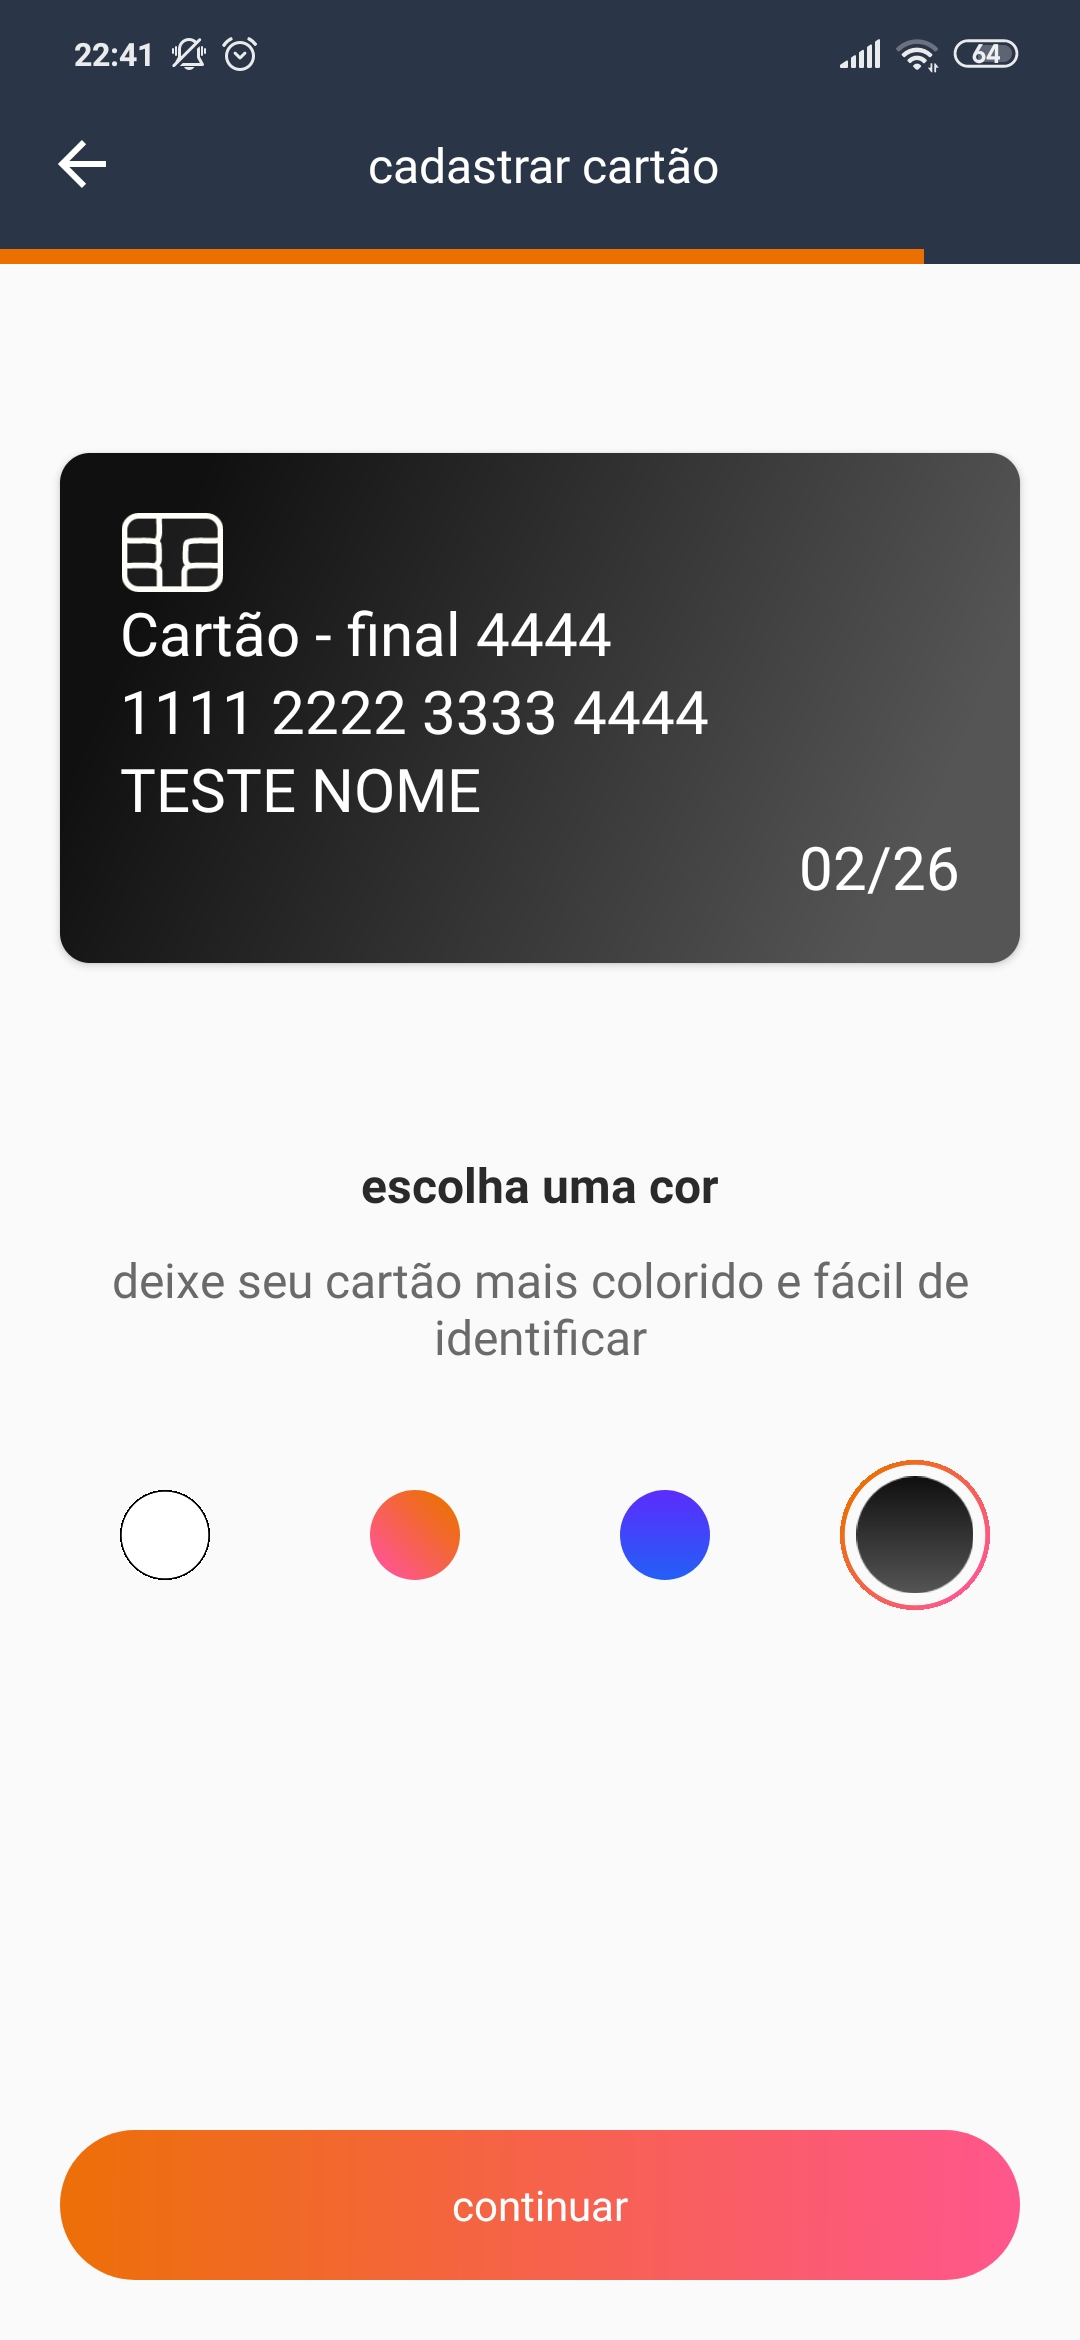 22:41
64
cadastrar cartão
Cartão - final 4444
1111 2222 3333 4444
TESTE NOME
02/26
escolha uma cor
deixe seu cartão mais colorido e fácil de
identificar
continuar